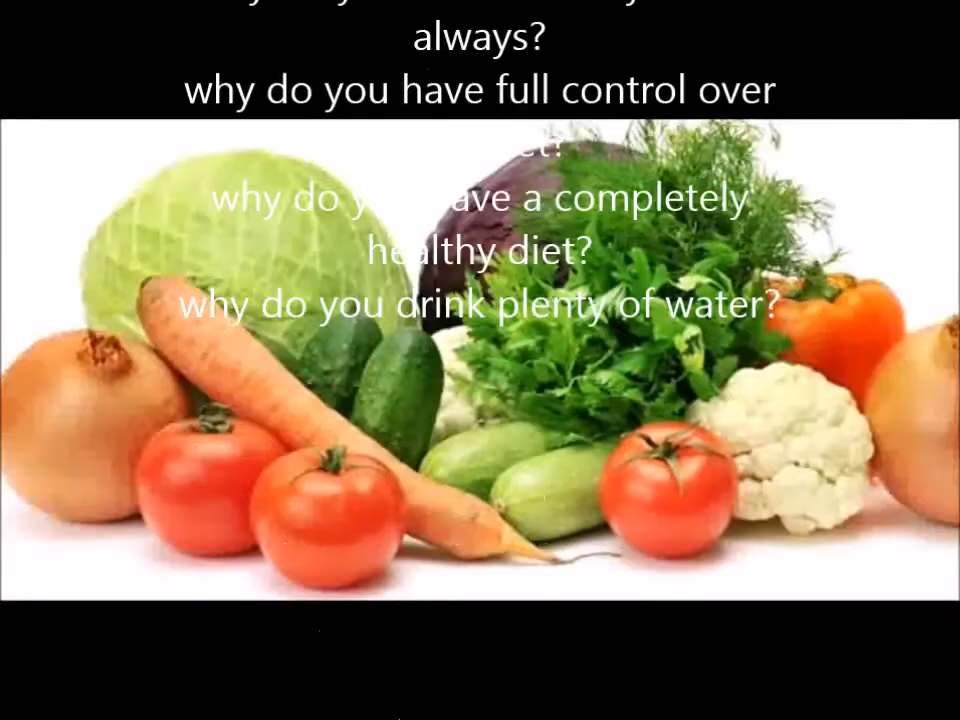 always?
why do you have full control over
why do you have a completely
healthy diet?
why do you drink plenty of water?